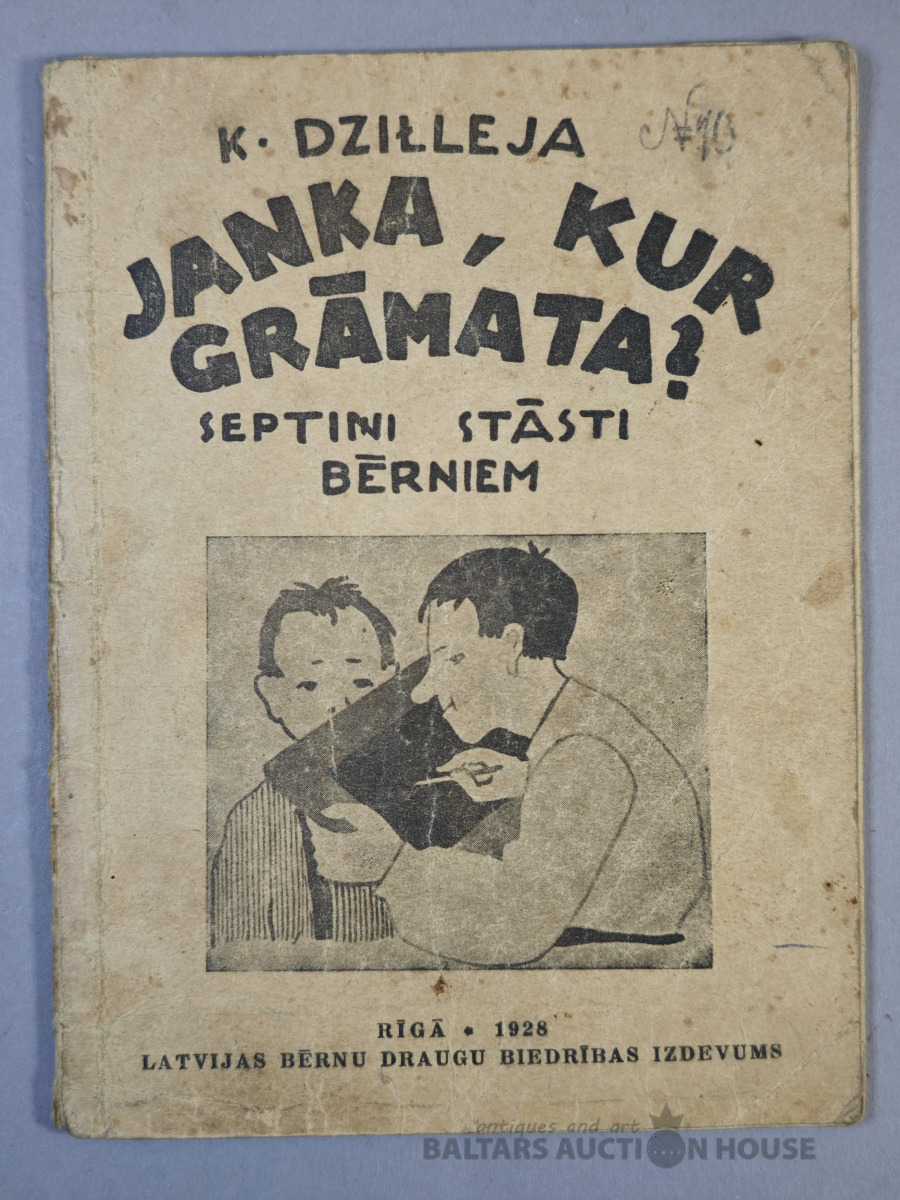 K. DZIĻLEJA
JANKA, KUR
GRĀMATA?
SEPTIŅI STĀSTI
BĒRNIEM
RĪGĀ • 1928
LATVIJAS BĒRNU DRAUGU BIEDRĪBAS IZDEVUMS
antiques and art
BALTARS AUCTION HOUSE